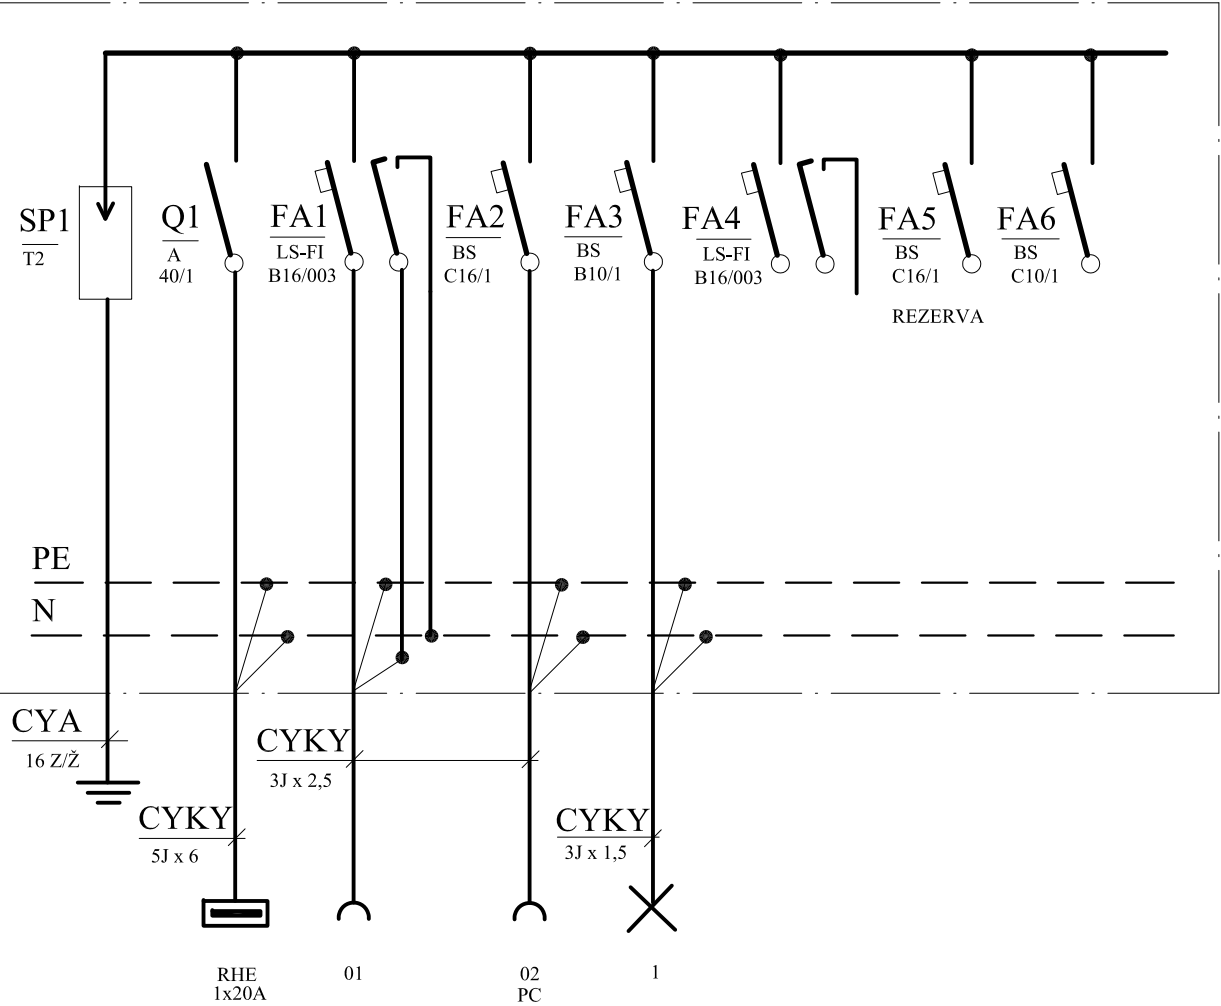 SP1
T2
Q1
A
40/1
FA1
LS-FI
B16/003
FA2
BS
C16/1
FA3
BS
B10/1
FA4
LS-FI
B16/003
FA5
BS
C16/1
FA6
BS
C10/1
REZERVA
PE
N
CYA
16 Z/Ž
CYKY
3J x 2,5
CYKY
5J x 6
CYKY
3J x 1,5
RHE
1x20A
01
02
PC
1